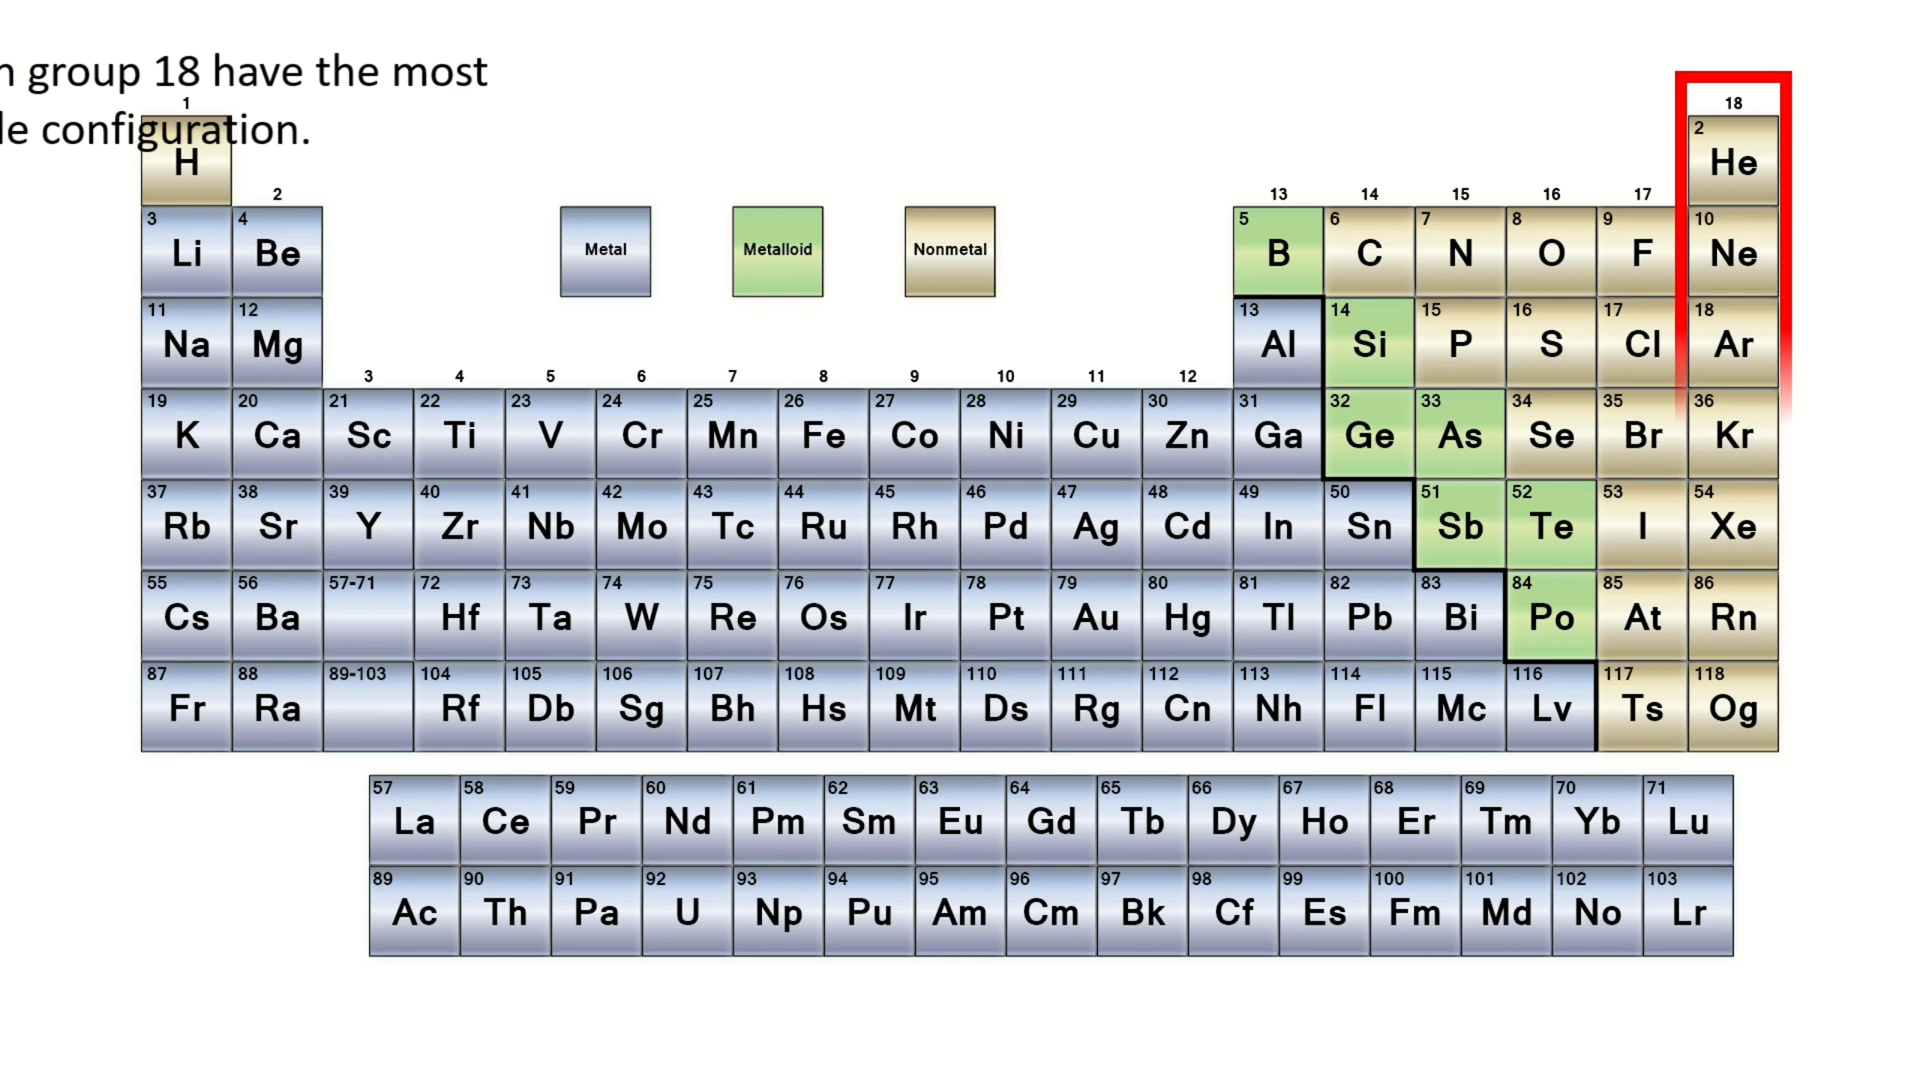 n group 18 have the most
le configuration.
1 18
H 2 He
2 13 14 15 16 17
3 Li 4 Be Metal Metalloid Nonmetal 5 B 6 C 7 N 8 O 9 F 10 Ne
11 Na 12 Mg 13 Al 14 Si 15 P 16 S 17 Cl 18 Ar
3 4 5 6 7 8 9 10 11 12
19 K 20 Ca 21 Sc 22 Ti 23 V 24 Cr 25 Mn 26 Fe 27 Co 28 Ni 29 Cu 30 Zn 31 Ga 32 Ge 33 As 34 Se 35 Br 36 Kr
37 Rb 38 Sr 39 Y 40 Zr 41 Nb 42 Mo 43 Tc 44 Ru 45 Rh 46 Pd 47 Ag 48 Cd 49 In 50 Sn 51 Sb 52 Te 53 I 54 Xe
55 Cs 56 Ba 57-71 72 Hf 73 Ta 74 W 75 Re 76 Os 77 Ir 78 Pt 79 Au 80 Hg 81 Tl 82 Pb 83 Bi 84 Po 85 At 86 Rn
87 Fr 88 Ra 89-103 104 Rf 105 Db 106 Sg 107 Bh 108 Hs 109 Mt 110 Ds 111 Rg 112 Cn 113 Nh 114 Fl 115 Mc 116 Lv 117 Ts 118 Og
57 La 58 Ce 59 Pr 60 Nd 61 Pm 62 Sm 63 Eu 64 Gd 65 Tb 66 Dy 67 Ho 68 Er 69 Tm 70 Yb 71 Lu
89 Ac 90 Th 91 Pa 92 U 93 Np 94 Pu 95 Am 96 Cm 97 Bk 98 Cf 99 Es 100 Fm 101 Md 102 No 103 Lr